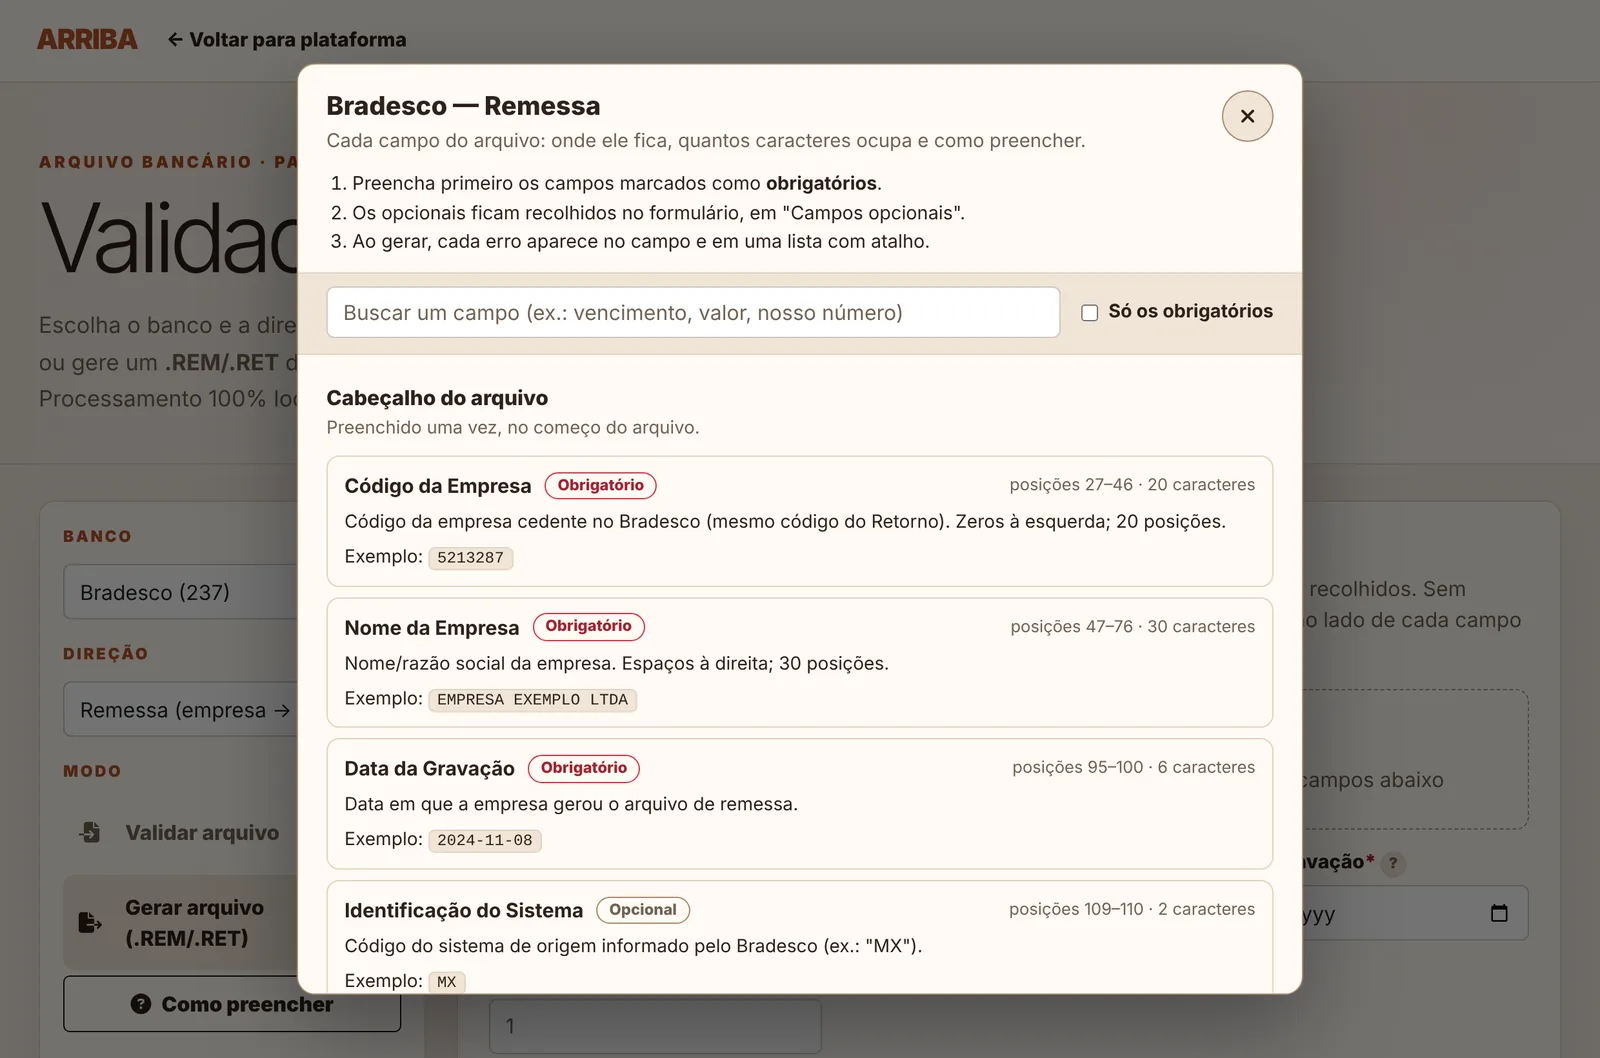 ARRIBA
← Voltar para plataforma
ARQUIVO BANCÁRIO · PA
Validac
Escolha o banco e a dire
ou gere um .REM/.RET d
Processamento 100% loc
BANCO
Bradesco (237)
DIREÇÃO
Remessa (empresa →
MODO
Validar arquivo
Gerar arquivo
(.REM/.RET)
? Como preencher
Bradesco — Remessa
×
Cada campo do arquivo: onde ele fica, quantos caracteres ocupa e como preencher.
1. Preencha primeiro os campos marcados como obrigatórios.
2. Os opcionais ficam recolhidos no formulário, em "Campos opcionais".
3. Ao gerar, cada erro aparece no campo e em uma lista com atalho.
Buscar um campo (ex.: vencimento, valor, nosso número)
Só os obrigatórios
Cabeçalho do arquivo
Preenchido uma vez, no começo do arquivo.
Código da Empresa Obrigatório posições 27–46 · 20 caracteres
Código da empresa cedente no Bradesco (mesmo código do Retorno). Zeros à esquerda; 20 posições.
Exemplo: 5213287
Nome da Empresa Obrigatório posições 47–76 · 30 caracteres
Nome/razão social da empresa. Espaços à direita; 30 posições.
Exemplo: EMPRESA EXEMPLO LTDA
Data da Gravação Obrigatório posições 95–100 · 6 caracteres
Data em que a empresa gerou o arquivo de remessa.
Exemplo: 2024-11-08
Identificação do Sistema Opcional posições 109–110 · 2 caracteres
Código do sistema de origem informado pelo Bradesco (ex.: "MX").
Exemplo: MX
recolhidos. Sem
o lado de cada campo
campos abaixo
vação* ?
yyy
1